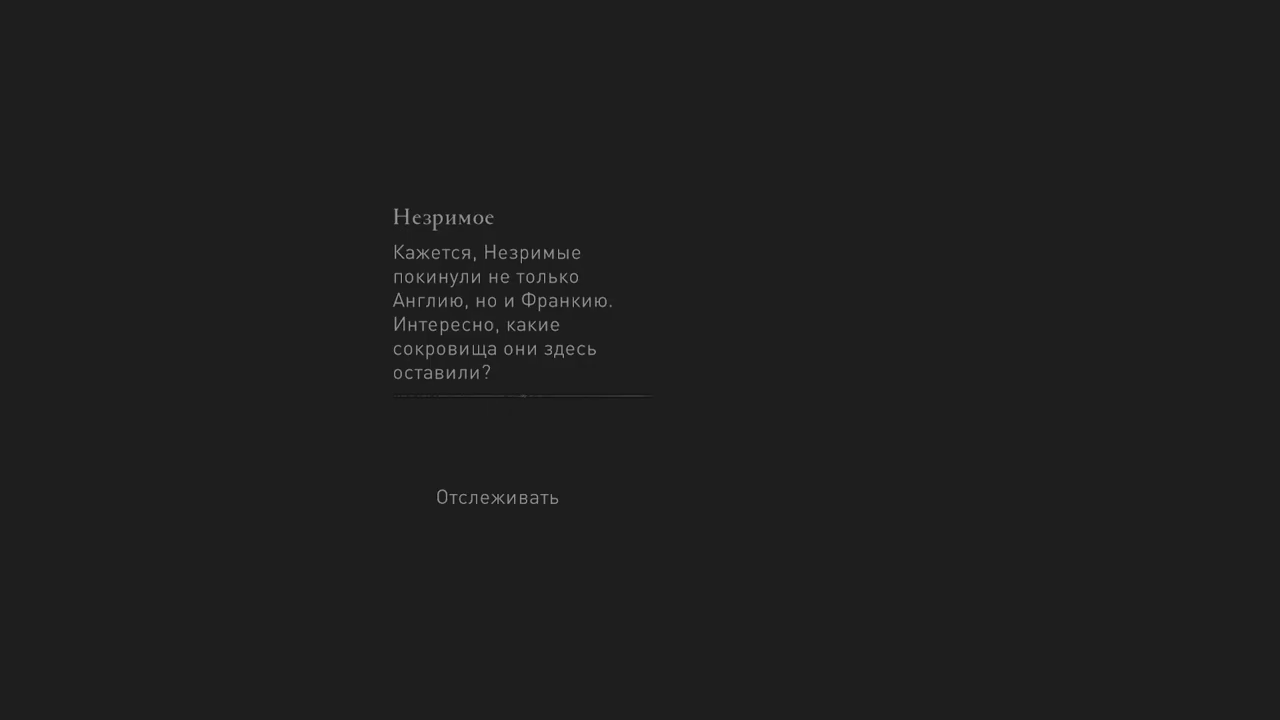 Незримое
Кажется, Незримые
покинули не только
Англию, но и Франкию.
Интересно, какие
сокровища они здесь
оставили?
Отслеживать